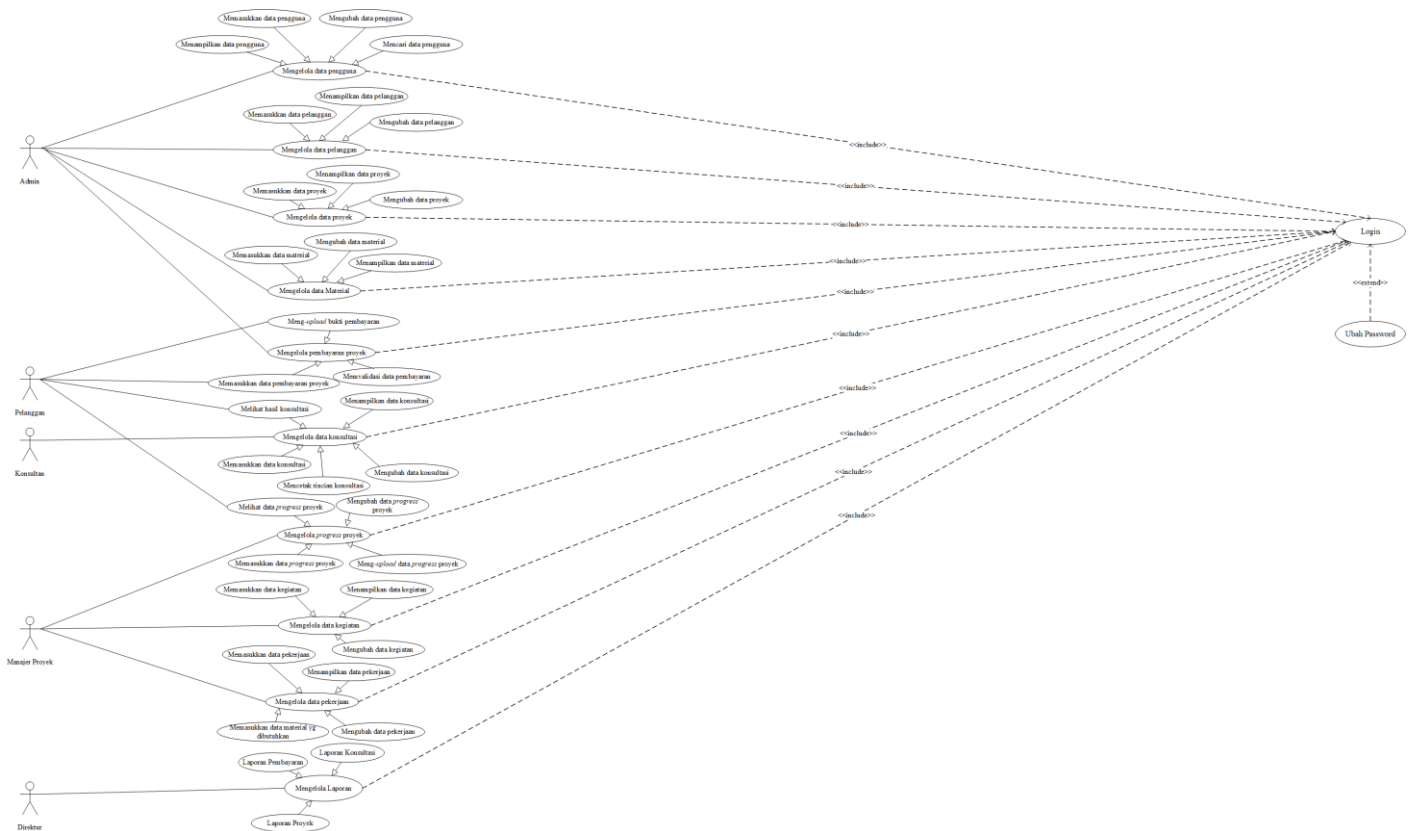 Memasukkan data pengguna
Mengubah data pengguna
Menampilkan data pengguna
Mencari data pengguna
Mengelola data pengguna
Menampilkan data pelanggan
Memasukkan data pelanggan
Mengubah data pelanggan
<<include>>
Mengelola data pelanggan
Admin
Menampilkan data proyek
<<include>>
Memasukkan data proyek
Mengubah data proyek
Mengelola data proyek
<<include>>
Login
Mengubah data material
Memasukkan data material
Menampilkan data material
<<include>>
<<extend>>
Mengelola data Material
<<include>>
Meng-upload bukti pembayaran
<<include>>
Ubah Password
Mengelola pembayaran proyek
Memvalidasi data pembayaran
Memasukkan data pembayaran proyek
<<include>>
Menampilkan data konsultasi
Melihat hasil konsultasi
Pelanggan
<<include>>
Mengelola data konsultasi
Memasukkan data konsultasi
Konsultan
Mengubah data konsultasi
<<include>>
Mencetak rincian konsultasi
Mengubah data progress
proyek
Melihat data progress proyek
<<include>>
Mengelola progress proyek
Memasukkan data progress proyek
Meng-upload data progress proyek
Memasukkan data kegiatan
Menampilkan data kegiatan
Mengelola data kegiatan
Mengubah data kegiatan
Memasukkan data pekerjaan
Manajer Proyek
Menampilkan data pekerjaan
Mengelola data pekerjaan
Memasukkan data material yg
dibutuhkan
Mengubah data pekerjaan
Laporan Konsultasi
Laporan Pembayaran
Mengelola Laporan
Laporan Proyek
Direktur